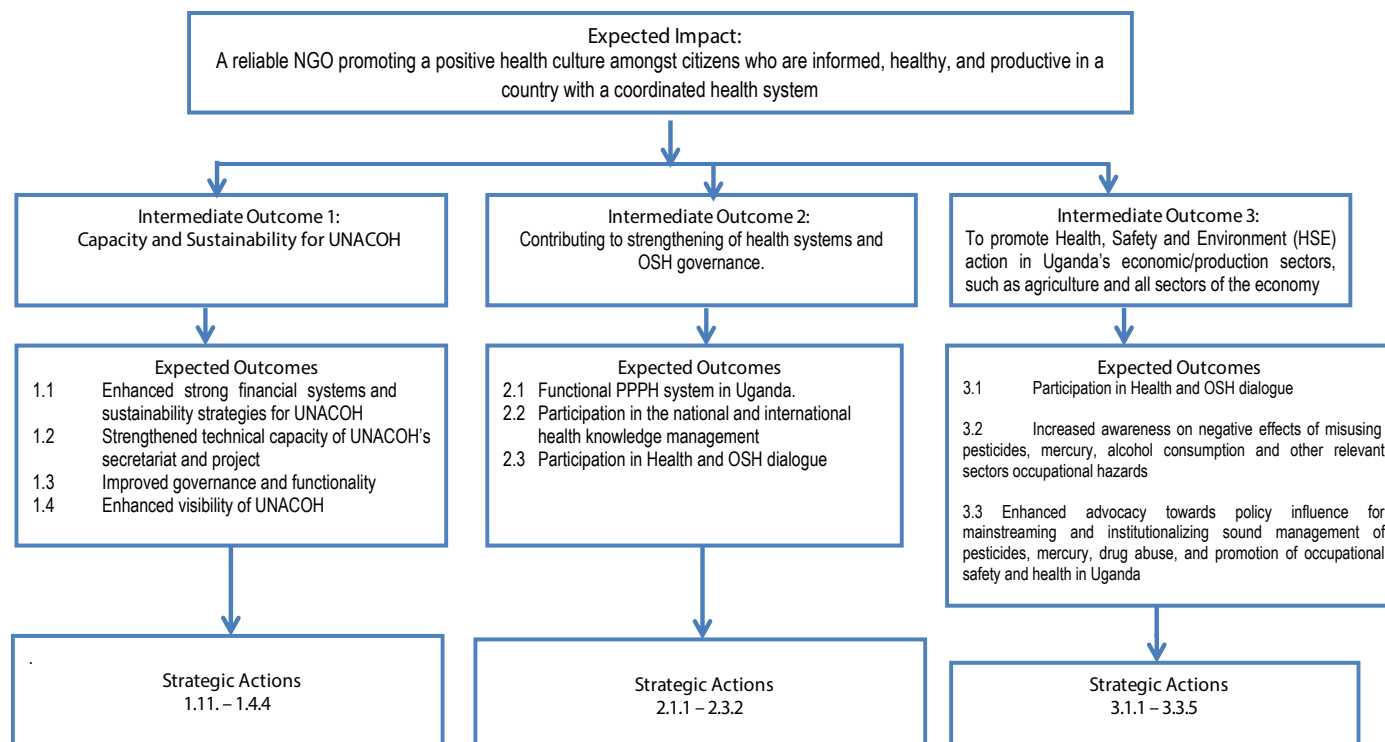 Expected Impact:
A reliable NGO promoting a positive health culture amongst citizens who are informed, healthy, and productive in a
country with a coordinated health system
Intermediate Outcome 1:
Capacity and Sustainability for UNACOH
Intermediate Outcome 2:
Contributing to strengthening of health systems and
OSH governance.
Intermediate Outcome 3:
To promote Health, Safety and Environment (HSE)
action in Uganda's economic/production sectors,
such as agriculture and all sectors of the economy
Expected Outcomes
1.1 Enhanced strong financial systems and
sustainability strategies for UNACOH
1.2 Strengthened technical capacity of UNACOH's
secretariat and project
1.3 Improved governance and functionality
1.4 Enhanced visibility of UNACOH
Expected Outcomes
2.1 Functional PPPH system in Uganda.
2.2 Participation in the national and international
health knowledge management
2.3 Participation in Health and OSH dialogue
Expected Outcomes
3.1 Participation in Health and OSH dialogue
3.2 Increased awareness on negative effects of misusing
pesticides, mercury, alcohol consumption and other relevant
sectors occupational hazards
3.3 Enhanced advocacy towards policy influence for
mainstreaming and institutionalizing sound management of
pesticides, mercury, drug abuse, and promotion of occupational
safety and health in Uganda
.
Strategic Actions
1.11. – 1.4.4
Strategic Actions
2.1.1 – 2.3.2
Strategic Actions
3.1.1 – 3.3.5